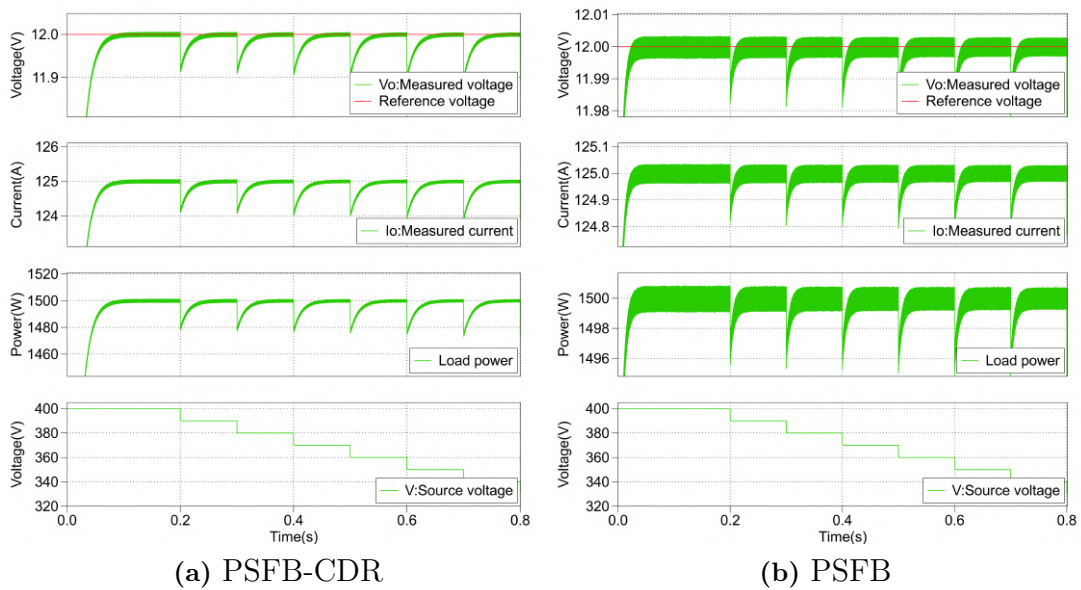 12.0
11.9
Voltage(V)
Vo:Measured voltage
Reference voltage
126
125
124
Current(A)
Io:Measured current
1520
1500
1480
1460
Power(W)
Load power
400
380
360
340
320
Voltage(V)
V:Source voltage
0.0 0.2 0.4 0.6 0.8
Time(s)
(a) PSFB-CDR
12.01
12.00
11.99
11.98
Voltage(V)
Vo:Measured voltage
Reference voltage
125.1
125.0
124.9
124.8
Current(A)
Io:Measured current
1500
1498
1496
Power(W)
Load power
400
380
360
340
320
Voltage(V)
V:Source voltage
0.0 0.2 0.4 0.6 0.8
Time(s)
(b) PSFB